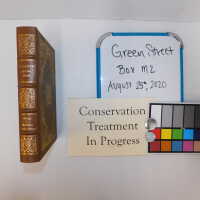 Green Street
Box M2
August 25th, 2020
Conservation
Treatment
In Progress